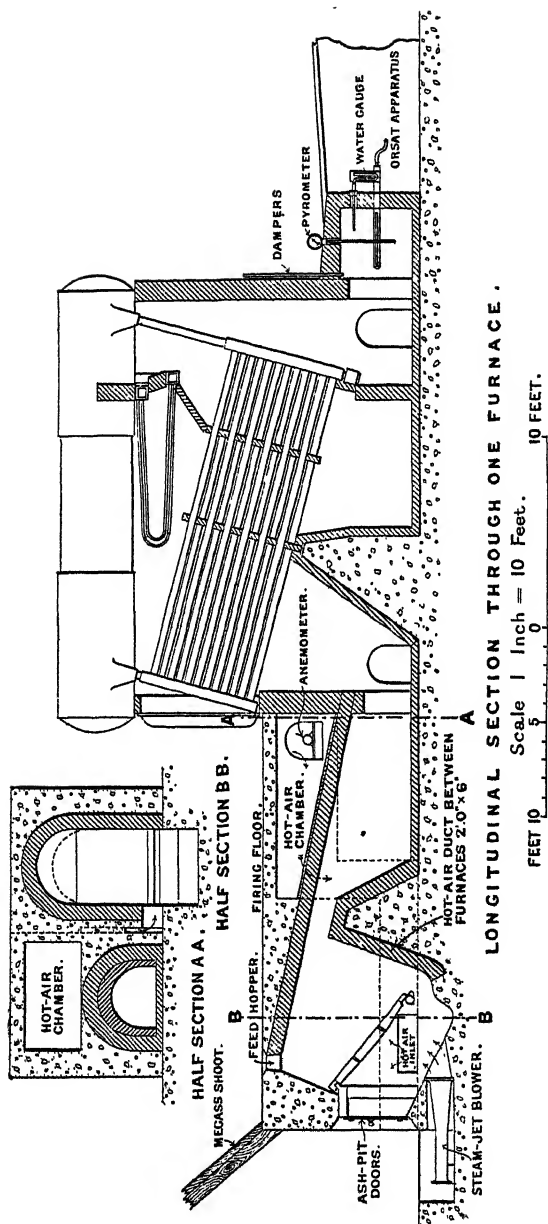 HOT-AIR
CHAMBER.
HALF SECTION AA.
HALF SECTION BB.
MEGASS SHOOT.
FEED HOPPER.
B
FIRING FLOOR.
HOT-AIR
CHAMBER.
A
ANEMOMETER.
DAMPERS
PYROMETER
WATER GAUGE
ORSAT APPARATUS
ASH-PIT
DOORS.
HOT AIR
INLET
STEAM-JET BLOWER.
B
HOT-AIR DUCT BETWEEN
FURNACES 2'.0"×6"
A
LONGITUDINAL SECTION THROUGH ONE FURNACE.
Scale 1 Inch = 10 Feet.
FEET 10 5 0 10 FEET.